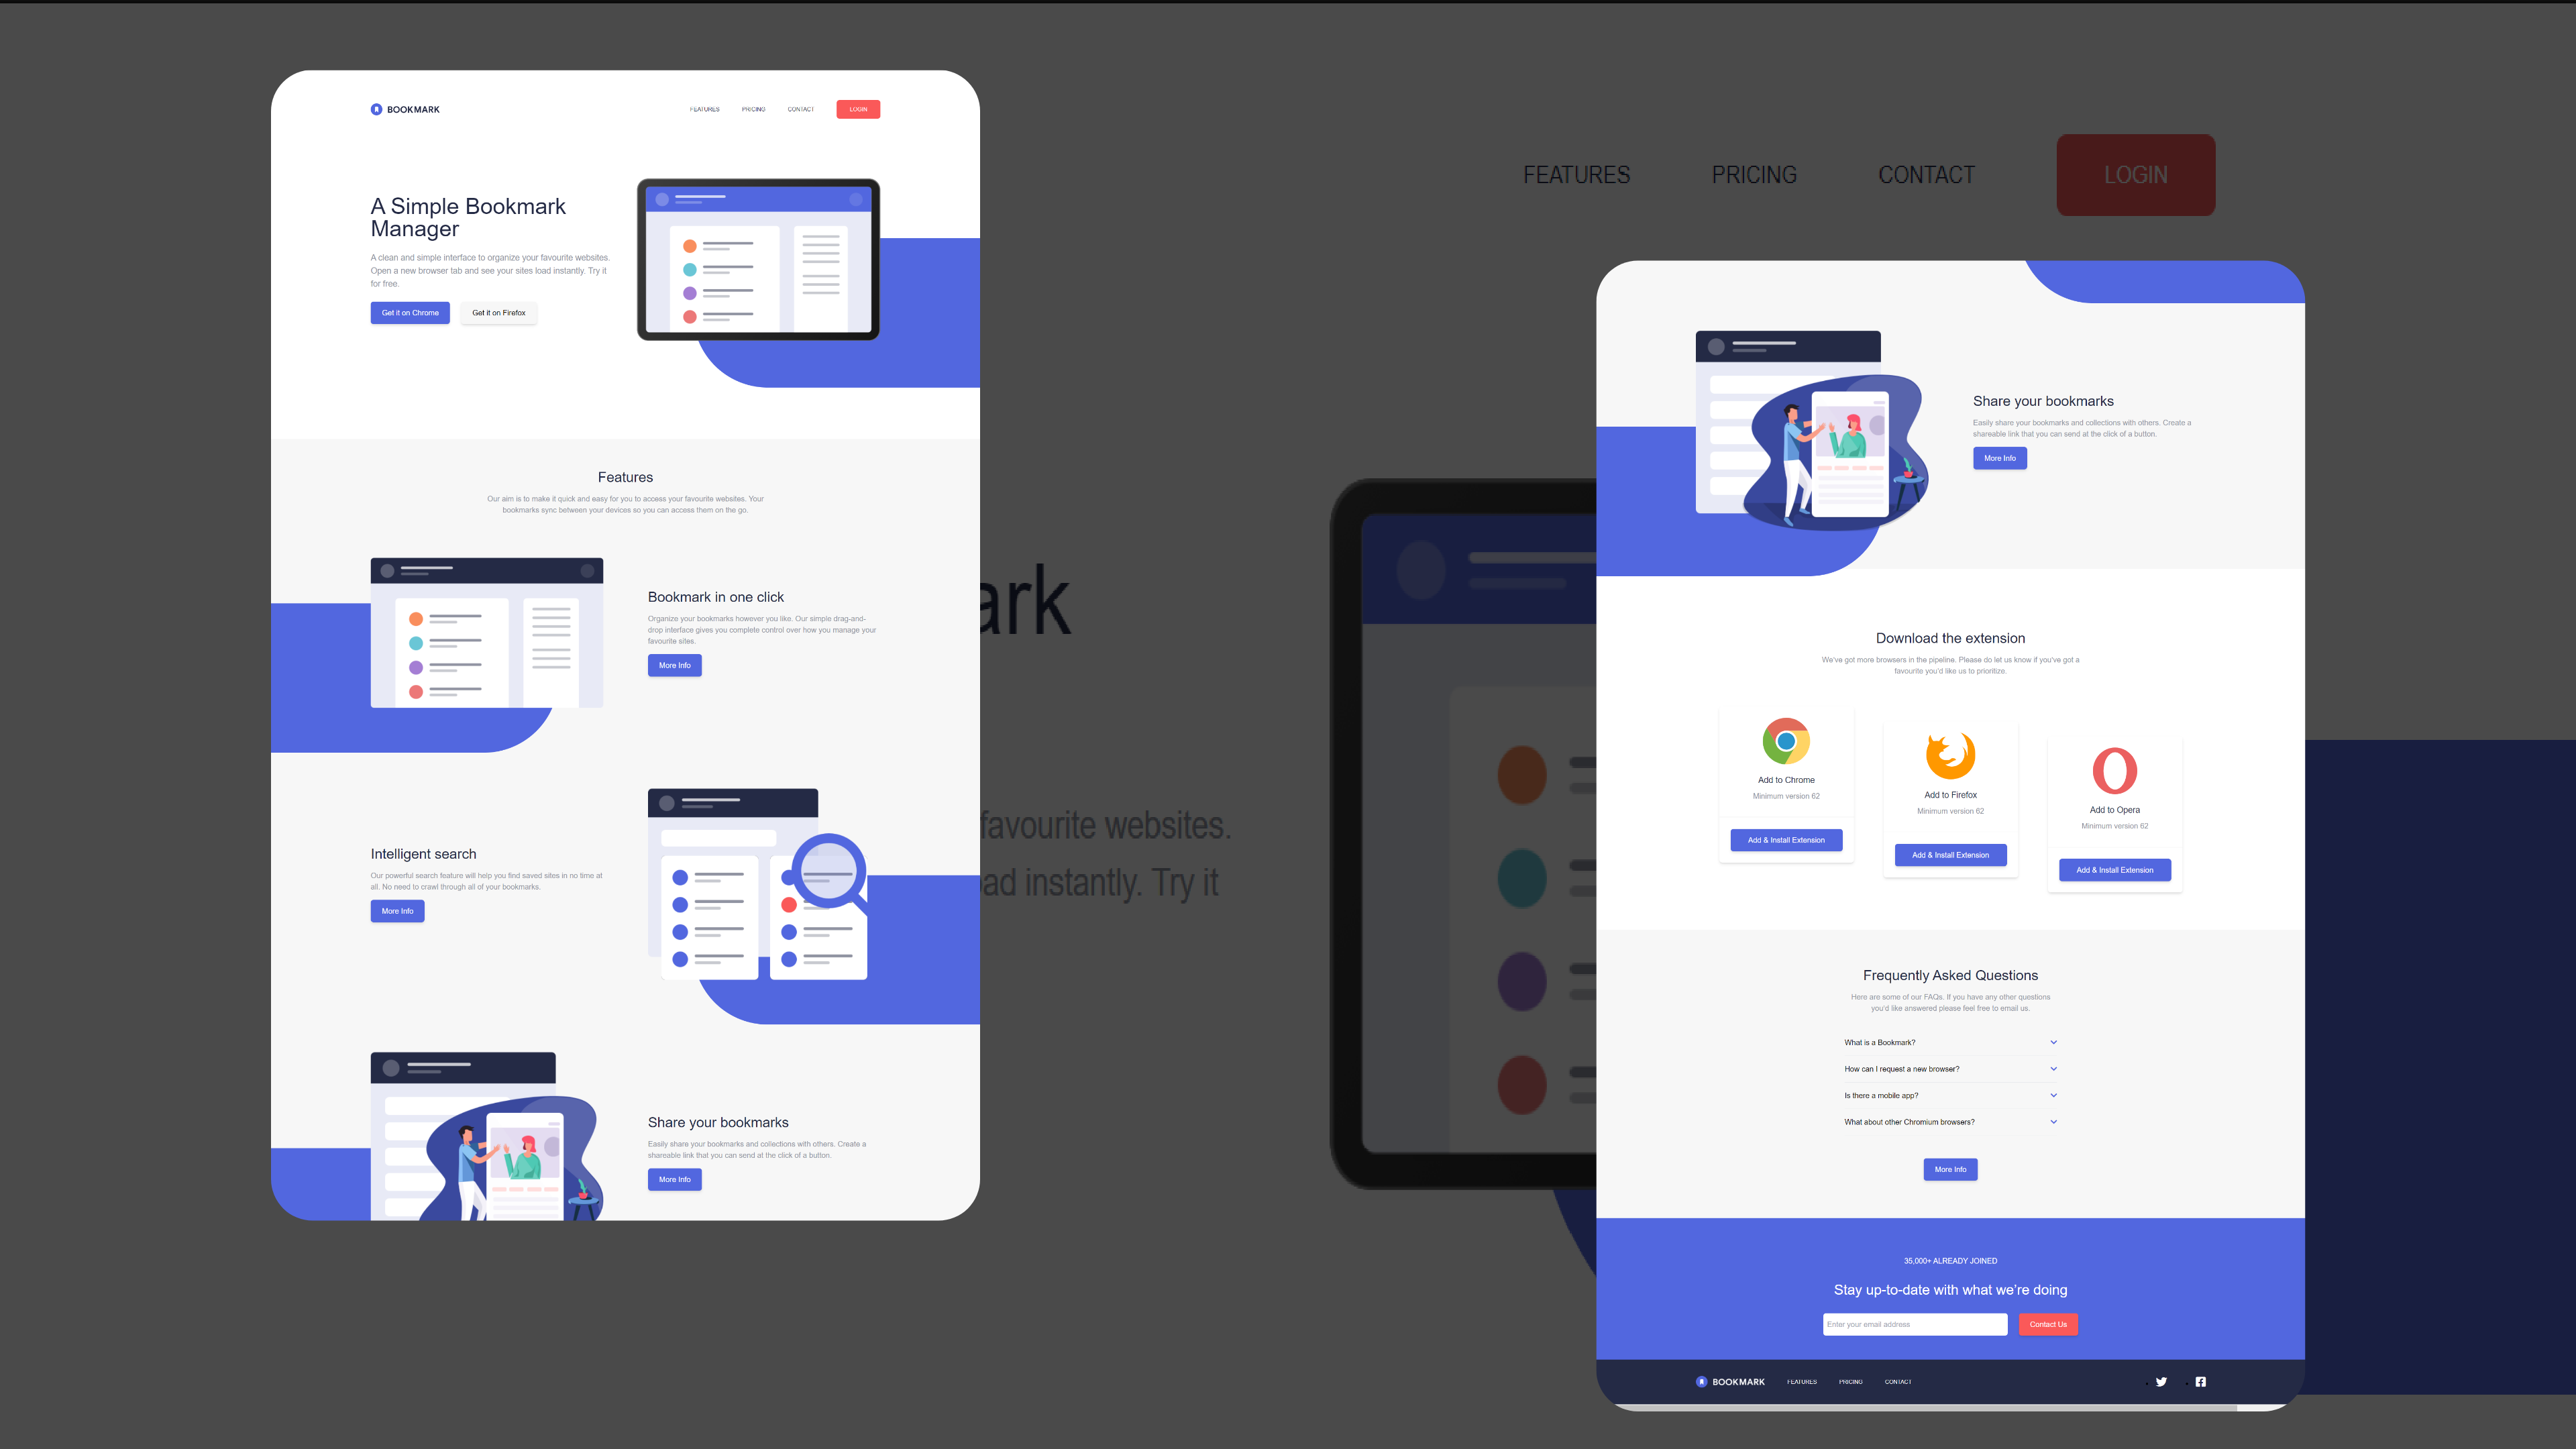 BOOKMARK
FEATURES
PRICING
CONTACT
LOGIN
A Simple Bookmark
Manager
A clean and simple interface to organize your favourite websites.
Open a new browser tab and see your sites load instantly. Try it
for free.
Get it on Chrome
Get it on Firefox
Features
Our aim is to make it quick and easy for you to access your favourite websites. Your
bookmarks sync between your devices so you can access them on the go.
Bookmark in one click
Organize your bookmarks however you like. Our simple drag-and-
drop interface gives you complete control over how you manage your
favourite sites.
More Info
Intelligent search
Our powerful search feature will help you find saved sites in no time at
all. No need to crawl through all of your bookmarks.
More Info
Share your bookmarks
Easily share your bookmarks and collections with others. Create a
shareable link that you can send at the click of a button.
More Info
FEATURES
PRICING
CONTACT
LOGIN
ark
favourite websites.
ad instantly. Try it
Share your bookmarks
Easily share your bookmarks and collections with others. Create a
shareable link that you can send at the click of a button.
More Info
Download the extension
We've got more browsers in the pipeline. Please do let us know if you've got a
favourite you'd like us to prioritize.
Add to Chrome
Minimum version 62
Add & Install Extension
Add to Firefox
Minimum version 62
Add & Install Extension
Add to Opera
Minimum version 62
Add & Install Extension
Frequently Asked Questions
Here are some of our FAQs. If you have any other questions
you'd like answered please feel free to email us.
What is a Bookmark?
How can I request a new browser?
Is there a mobile app?
What about other Chromium browsers?
More Info
35,000+ ALREADY JOINED
Stay up-to-date with what we're doing
Enter your email address
Contact Us
BOOKMARK
FEATURES
PRICING
CONTACT